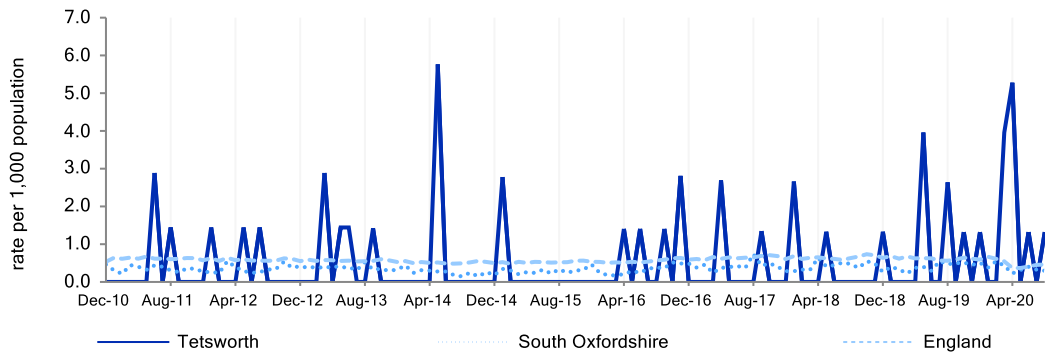 rate per 1,000 population
7.0
6.0
5.0
4.0
3.0
2.0
1.0
0.0
Dec-10 Aug-11 Apr-12 Dec-12 Aug-13 Apr-14 Dec-14 Aug-15 Apr-16 Dec-16 Aug-17 Apr-18 Dec-18 Aug-19 Apr-20
Tetsworth South Oxfordshire England